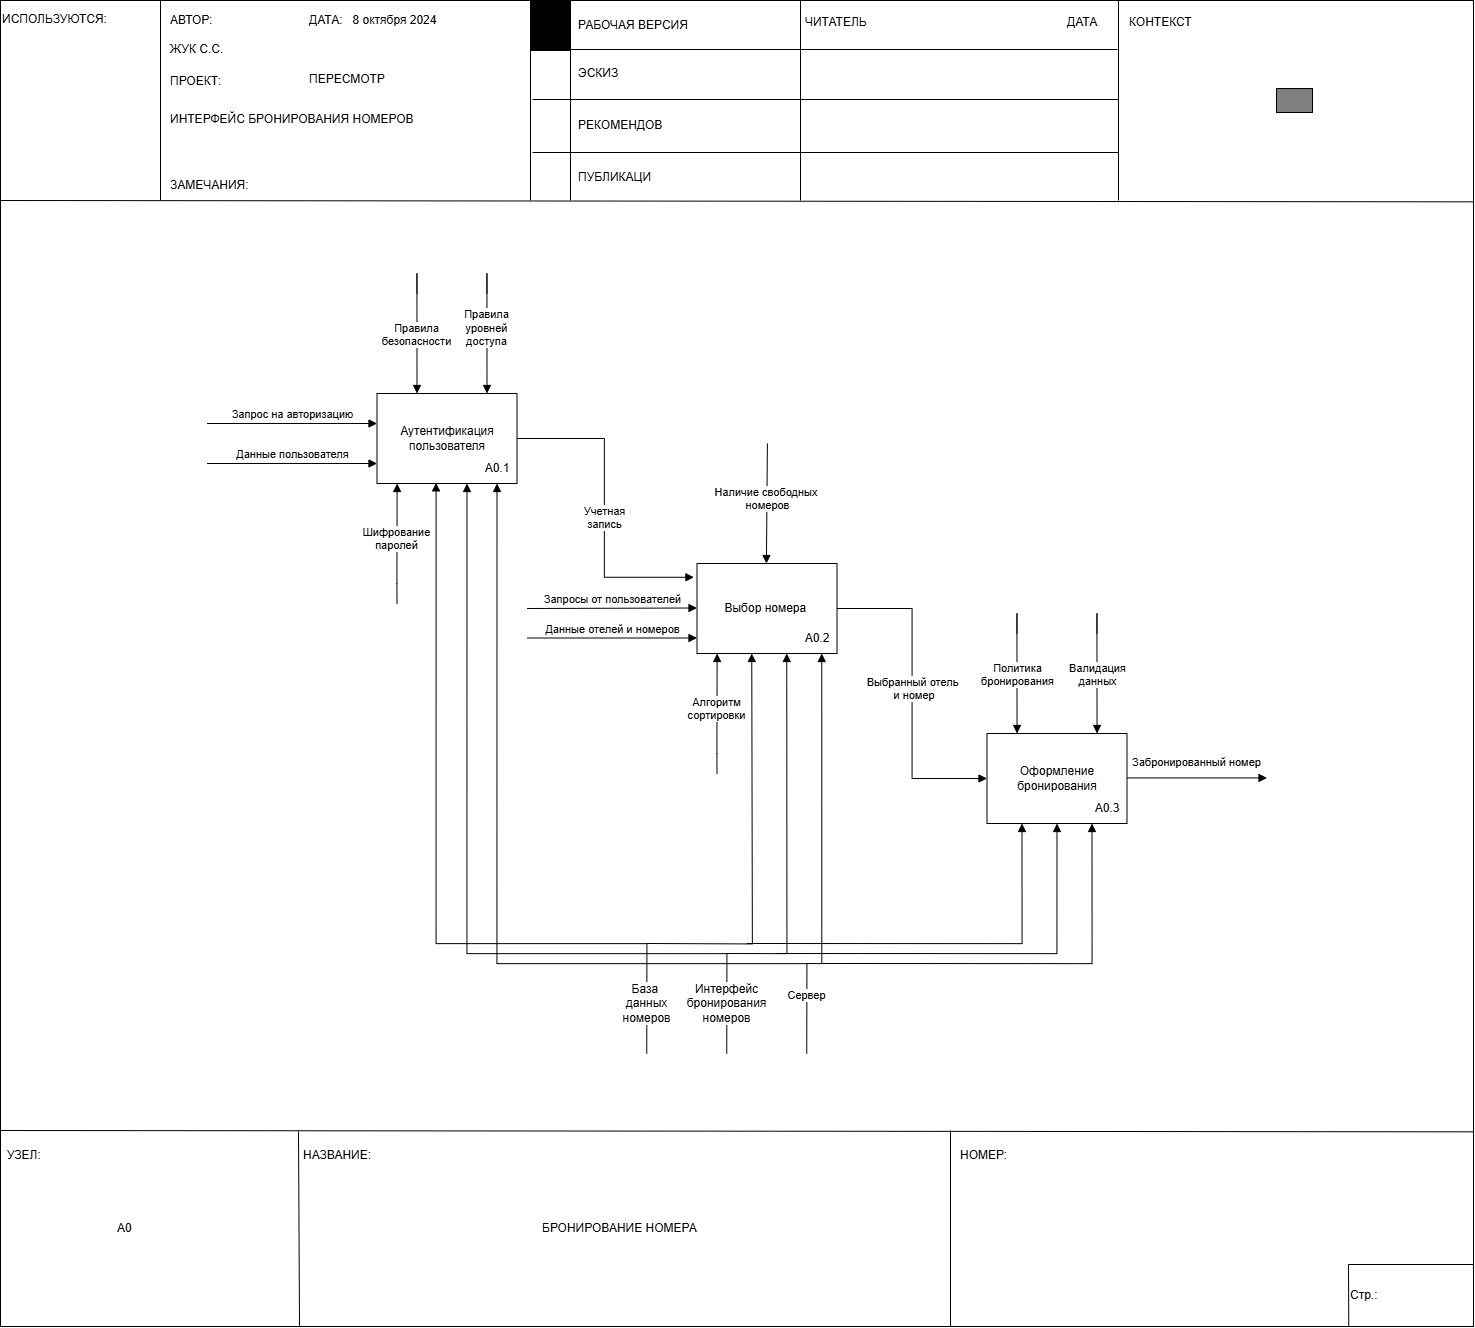 ИСПОЛЬЗУЮТСЯ:
АВТОР:
ДАТА: 8 октября 2024
ЖУК С.С.
ПРОЕКТ:
ПЕРЕСМОТР
ИНТЕРФЕЙС БРОНИРОВАНИЯ НОМЕРОВ
ЗАМЕЧАНИЯ:
РАБОЧАЯ ВЕРСИЯ
ЭСКИЗ
РЕКОМЕНДОВ
ПУБЛИКАЦИ
ЧИТАТЕЛЬ
ДАТА
КОНТЕКСТ
Правила
безопасности
Правила
уровней
доступа
Запрос на авторизацию
Данные пользователя
Аутентификация
пользователя
A0.1
Шифрование
паролей
Учетная
запись
Наличие свободных
номеров
Запросы от пользователей
Данные отелей и номеров
Выбор номера
A0.2
Алгоритм
сортировки
Выбранный отель
и номер
Политика
бронирования
Валидация
данных
Оформление
бронирования
A0.3
Забронированный номер
База
данных
номеров
Интерфейс
бронирования
номеров
Сервер
УЗЕЛ:
A0
НАЗВАНИЕ:
БРОНИРОВАНИЕ НОМЕРА
НОМЕР:
Стр.: